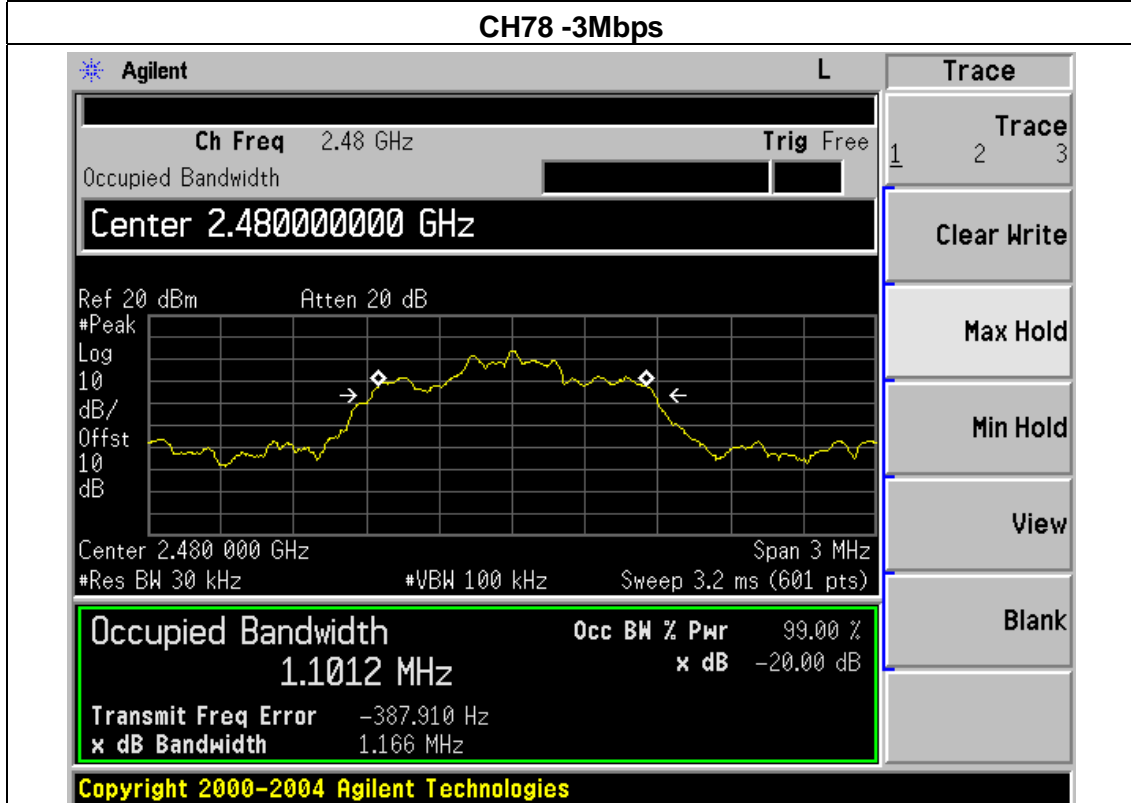 CH78 -3Mbps
Agilent L Trace
Ch Freq 2.48 GHz Trig Free
Occupied Bandwidth
Trace
1 2 3
Center 2.480000000 GHz
Clear Write
Ref 20 dBm Atten 20 dB
#Peak
Log
10
dB/
Offst
10
dB
Max Hold
Min Hold
View
Center 2.480 000 GHz Span 3 MHz
#Res BW 30 kHz #VBW 100 kHz Sweep 3.2 ms (601 pts)
Blank
Occupied Bandwidth Occ BW % Pwr 99.00 %
1.1012 MHz x dB -20.00 dB
Transmit Freq Error -387.910 Hz
x dB Bandwidth 1.166 MHz
Copyright 2000-2004 Agilent Technologies